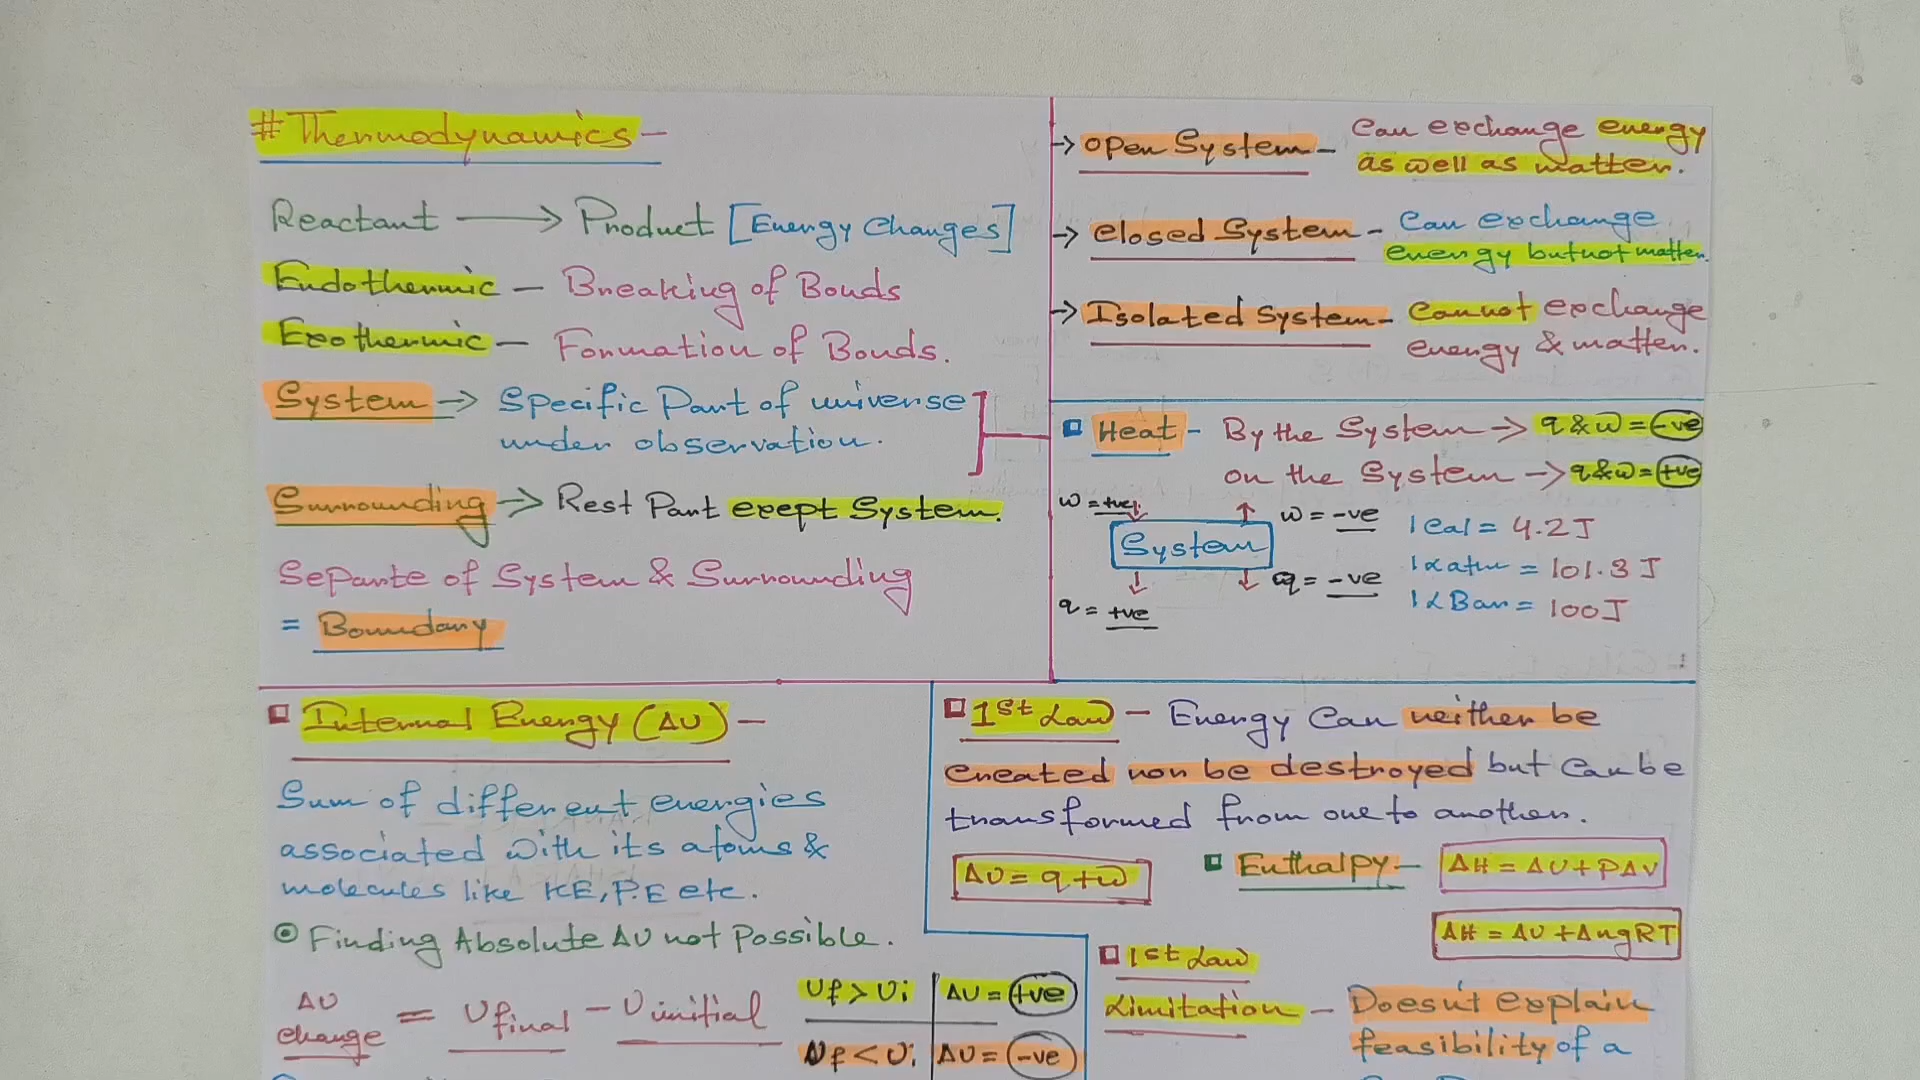 # Thermodynamics -
Reactant → Product [Energy Changes]
Endothermic - Breaking of Bonds
Exothermic - Formation of Bonds.
System → Specific Part of universe
under observation.
Surrounding → Rest Part exept System.
Separate of System & Surrounding
= Boundary
→ open System - Can exchange energy
as well as matter.
→ closed System - Can exchange
energy but not matter.
→ Isolated System - Cannot exchange
energy & matter.
Heat - By the System → q & w = -ve
on the System → q & w = +ve
w = +ve
w = -ve
System
q = +ve
q = -ve
1 Cal = 4.2 J
1 L atm = 101.3 J
1 L Bar = 100 J
Internal Energy (ΔU) -
Sum of different energies
associated with its atoms &
molecules like KE, P.E etc.
Finding Absolute ΔU not Possible.
ΔU change = U final - U initial
Uf > Ui | ΔU = +ve
Uf < Ui | ΔU = -ve
1st Law - Energy Can neither be
created nor be destroyed but can be
transformed from one to another.
ΔU = q + w
Enthalpy - ΔH = ΔU + PΔV
ΔH = ΔU + ΔngRT
1st Law
Limitation - Doesn't explain
feasibility of a